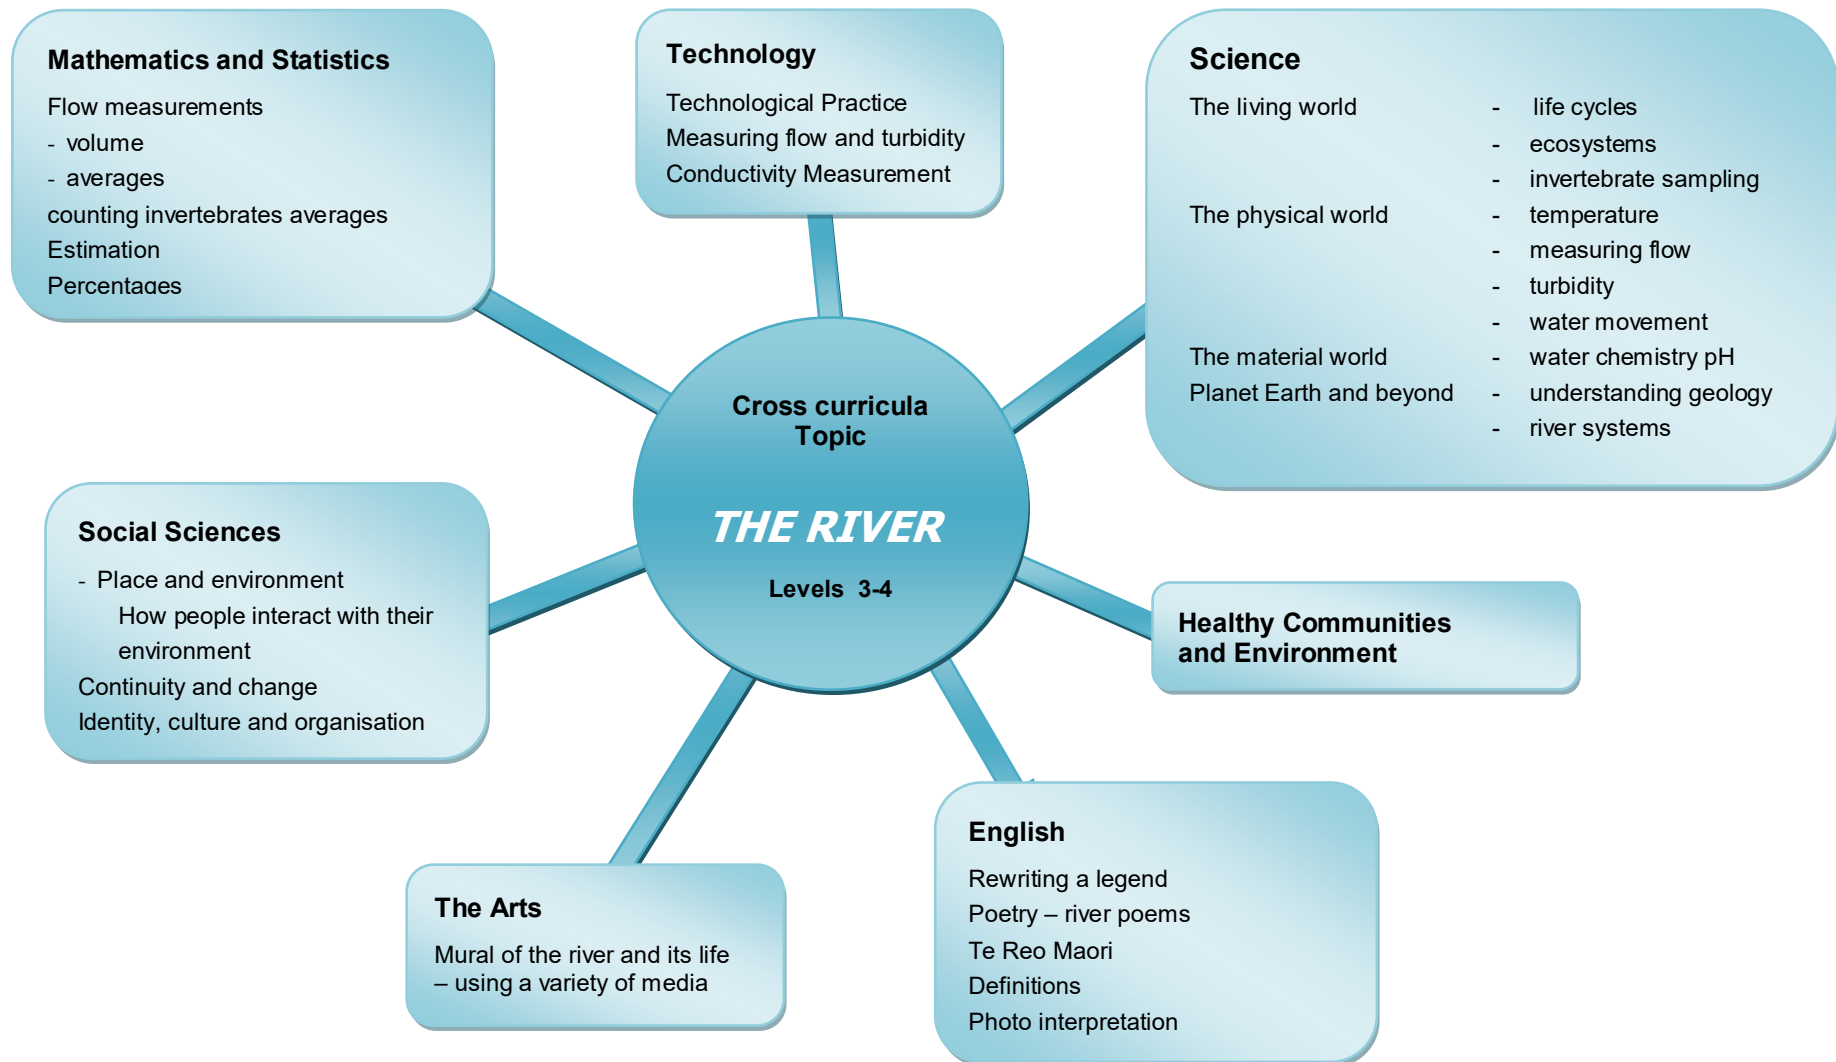 Mathematics and Statistics
Flow measurements
- volume
- averages
counting invertebrates averages
Estimation
Percentages
Technology
Technological Practice
Measuring flow and turbidity
Conductivity Measurement
Science
The living world - life cycles
- ecosystems
- invertebrate sampling
The physical world - temperature
- measuring flow
- turbidity
- water movement
The material world - water chemistry pH
Planet Earth and beyond - understanding geology
- river systems
Cross curricula
Topic
THE RIVER
Levels 3-4
Social Sciences
- Place and environment
How people interact with their
environment
Continuity and change
Identity, culture and organisation
Healthy Communities
and Environment
The Arts
Mural of the river and its life
– using a variety of media
English
Rewriting a legend
Poetry – river poems
Te Reo Maori
Definitions
Photo interpretation